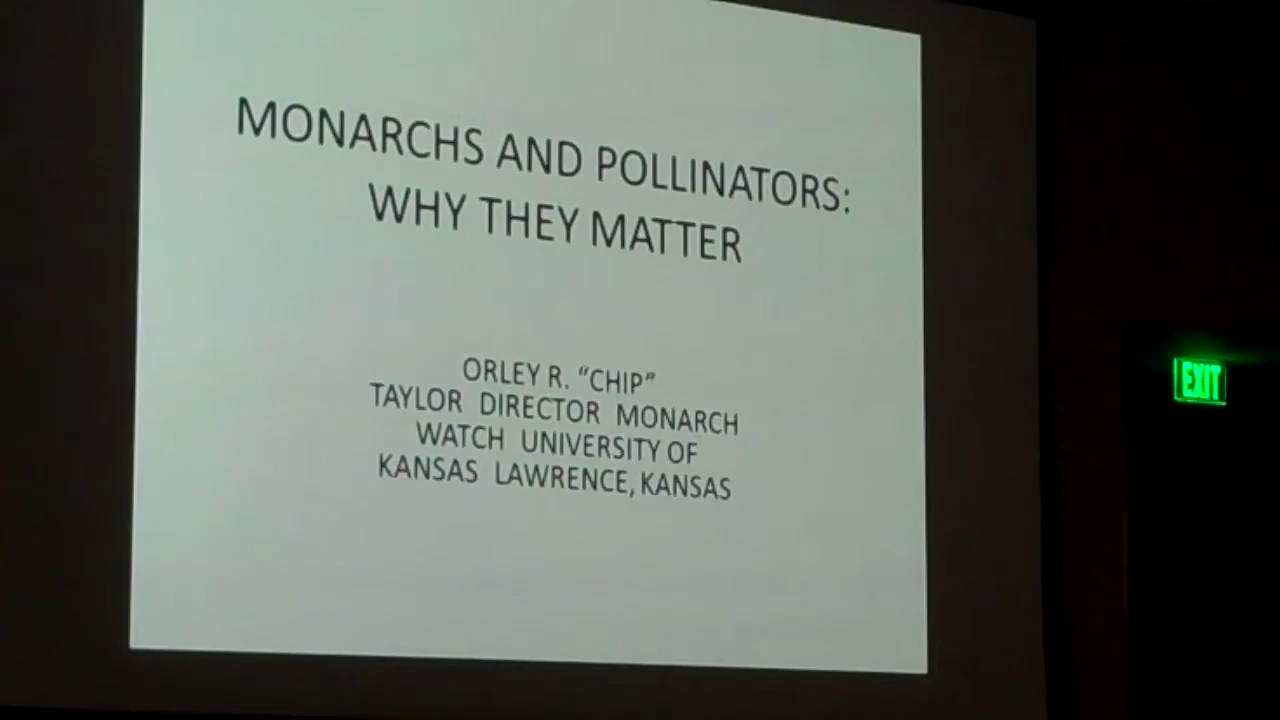 MONARCHS AND POLLINATORS:
WHY THEY MATTER
ORLEY R. “CHIP”
TAYLOR DIRECTOR MONARCH
WATCH UNIVERSITY OF
KANSAS LAWRENCE, KANSAS
EXIT